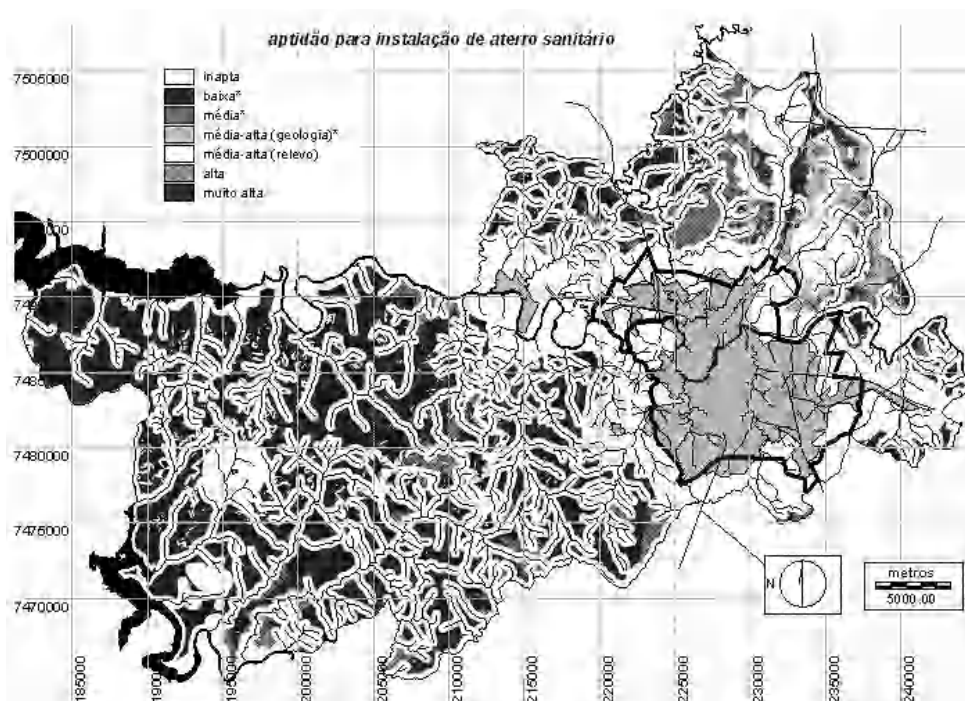 aptidão para instalação de aterro sanitário
inapta
baixa*
média*
média-alta (geologia)*
média-alta (relevo)
alta
muito alta
7505000
7500000
7480000
7475000
7470000
N
metros
5000.00
185000
190000
195000
200000
205000
210000
215000
220000
225000
230000
235000
240000